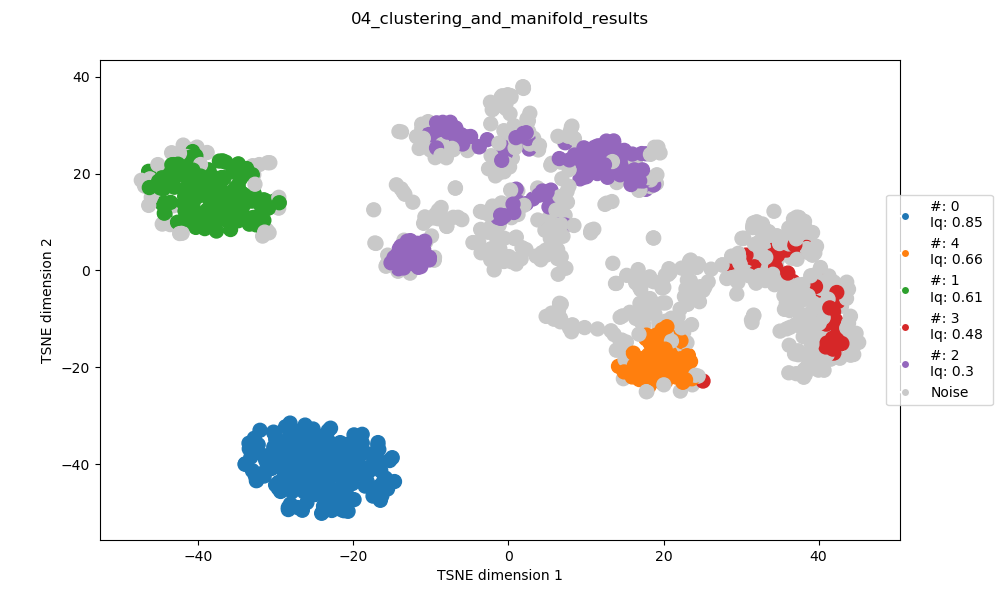 04_clustering_and_manifold_results
40
20
0
−20
−40
TSNE dimension 2
−40
−20
0
20
40
TSNE dimension 1
#: 0
Iq: 0.85
#: 4
Iq: 0.66
#: 1
Iq: 0.61
#: 3
Iq: 0.48
#: 2
Iq: 0.3
Noise